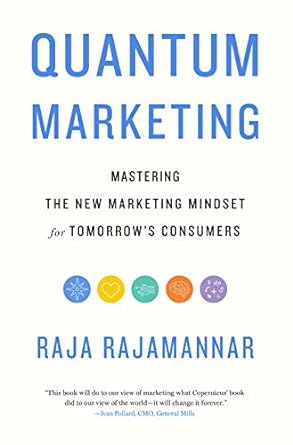 QUANTUM
MARKETING
MASTERING
THE NEW MARKETING MINDSET
for TOMORROW'S CONSUMERS
RAJA RAJAMANNAR
"This book will do to our view of marketing what Copernicus' book
did to our view of the world—it will change it forever."
—Ivan Pollard, CMO, General Mills